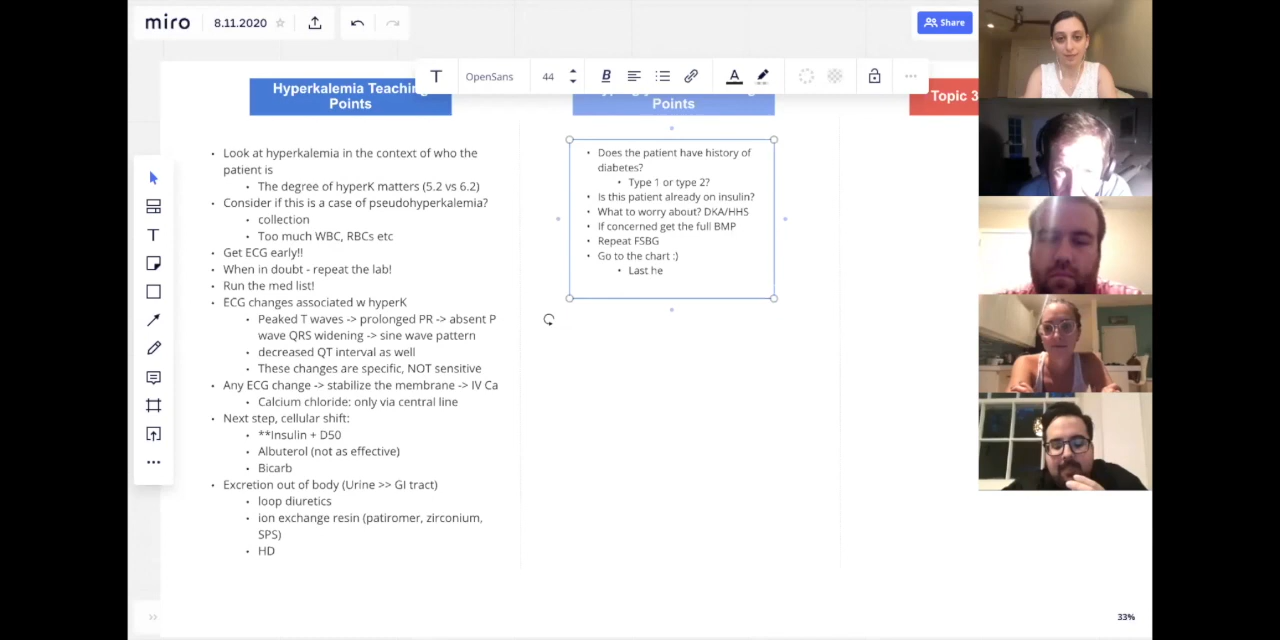 miro
8.11.2020
Share
OpenSans
44
B
A
Hyperkalemia Teaching
Points
Points
Topic 3
• Look at hyperkalemia in the context of who the
patient is
• The degree of hyperK matters (5.2 vs 6.2)
• Consider if this is a case of pseudohyperkalemia?
• collection
• Too much WBC, RBCs etc
• Get ECG early!!
• When in doubt - repeat the lab!
• Run the med list!
• ECG changes associated w hyperK
• Peaked T waves -> prolonged PR -> absent P
wave QRS widening -> sine wave pattern
• decreased QT interval as well
• These changes are specific, NOT sensitive
• Any ECG change -> stabilize the membrane -> IV Ca
• Calcium chloride: only via central line
• Next step, cellular shift:
• **Insulin + D50
• Albuterol (not as effective)
• Bicarb
• Excretion out of body (Urine >> GI tract)
• loop diuretics
• ion exchange resin (patiromer, zirconium,
SPS)
• HD
• Does the patient have history of
diabetes?
• Type 1 or type 2?
• Is this patient already on insulin?
• What to worry about? DKA/HHS
• If concerned get the full BMP
• Repeat FSBG
• Go to the chart :)
• Last he
33%